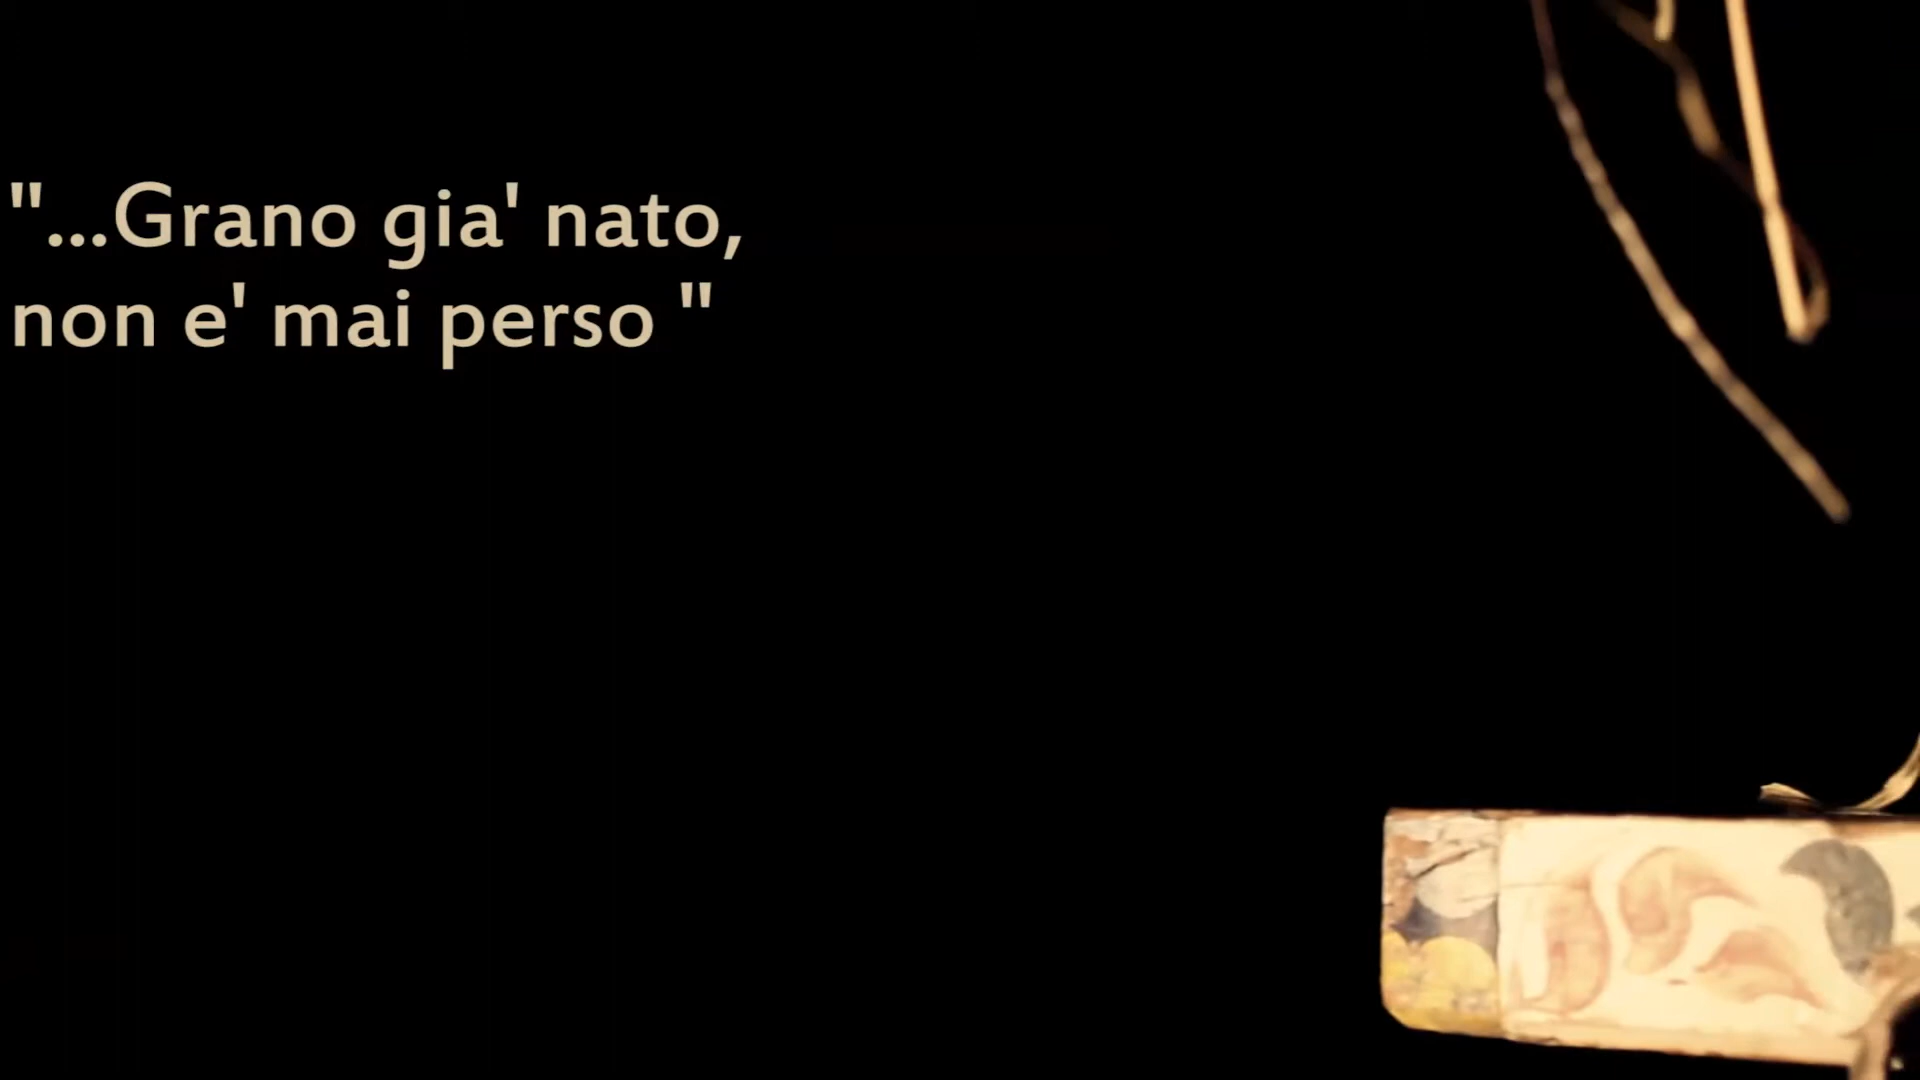 "...Grano gia' nato,
non e' mai perso "